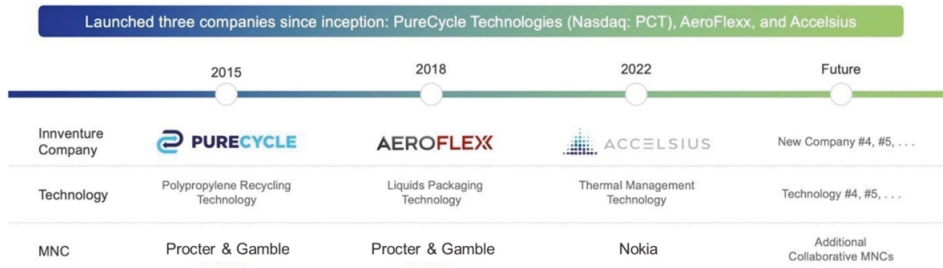 Launched three companies since inception: PureCycle Technologies (Nasdaq: PCT), AeroFlexx, and Accelsius
2015 2018 2022 Future
Innventure
Company
PURECYCLE AEROFLEXX ACCELSIUS New Company #4, #5, . . .
Technology
Polypropylene Recycling
Technology
Liquids Packaging
Technology
Thermal Management
Technology
Technology #4, #5, . . .
MNC Procter & Gamble Procter & Gamble Nokia
Additional
Collaborative MNCs